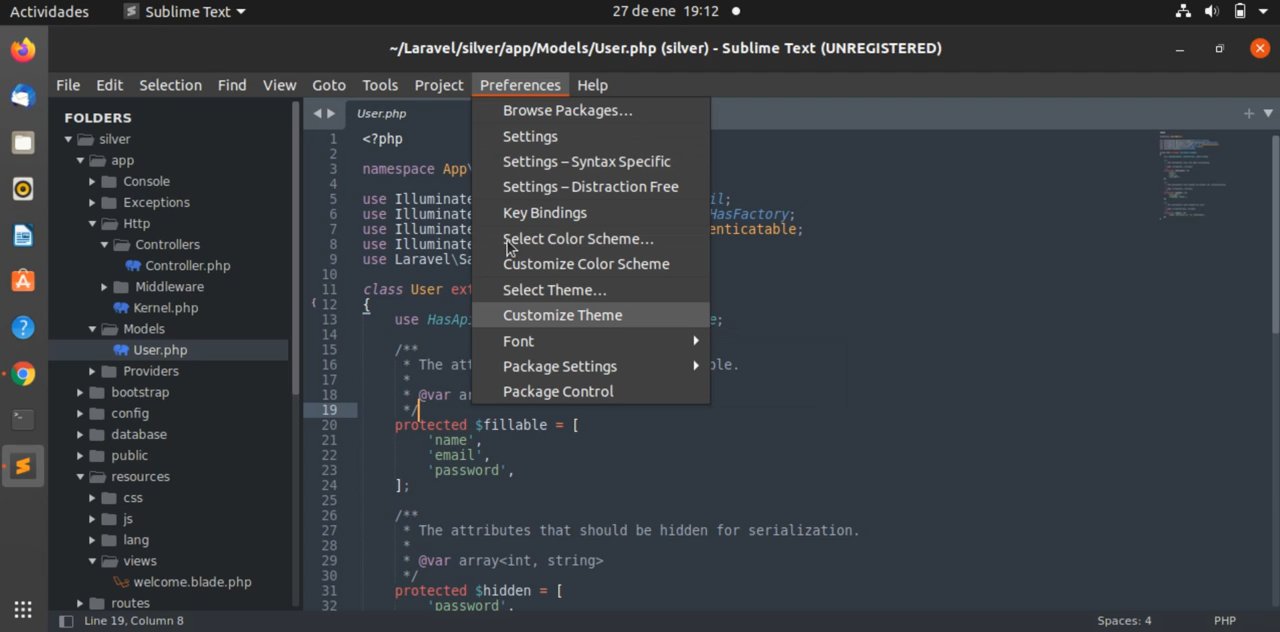 Actividades Sublime Text 27 de ene 19:12
~/Laravel/silver/app/Models/User.php (silver) - Sublime Text (UNREGISTERED)
File Edit Selection Find View Goto Tools Project Preferences Help
FOLDERS
silver
app
Console
Exceptions
Http
Controllers
Controller.php
Middleware
Kernel.php
Models
User.php
Providers
bootstrap
config
database
public
resources
css
js
lang
views
welcome.blade.php
routes
User.php
1 <?php
2
3 namespace App\
4
5 use Illuminate il;
6 use Illuminate HasFactory;
7 use Illuminate enticatable;
8 use Illuminate
9 use Laravel\Sa
10
11 class User ext
12 {
13 use HasApi e;
14
15 /**
16 * The att ble.
17 *
18 * @var ar
19 */
20 protected $fillable = [
21 'name',
22 'email',
23 'password',
24 ];
25
26 /**
27 * The attributes that should be hidden for serialization.
28 *
29 * @var array<int, string>
30 */
31 protected $hidden = [
32 'password',
Browse Packages…
Settings
Settings – Syntax Specific
Settings – Distraction Free
Key Bindings
Select Color Scheme…
Customize Color Scheme
Select Theme…
Customize Theme
Font
Package Settings
Package Control
Line 19, Column 8 Spaces: 4 PHP